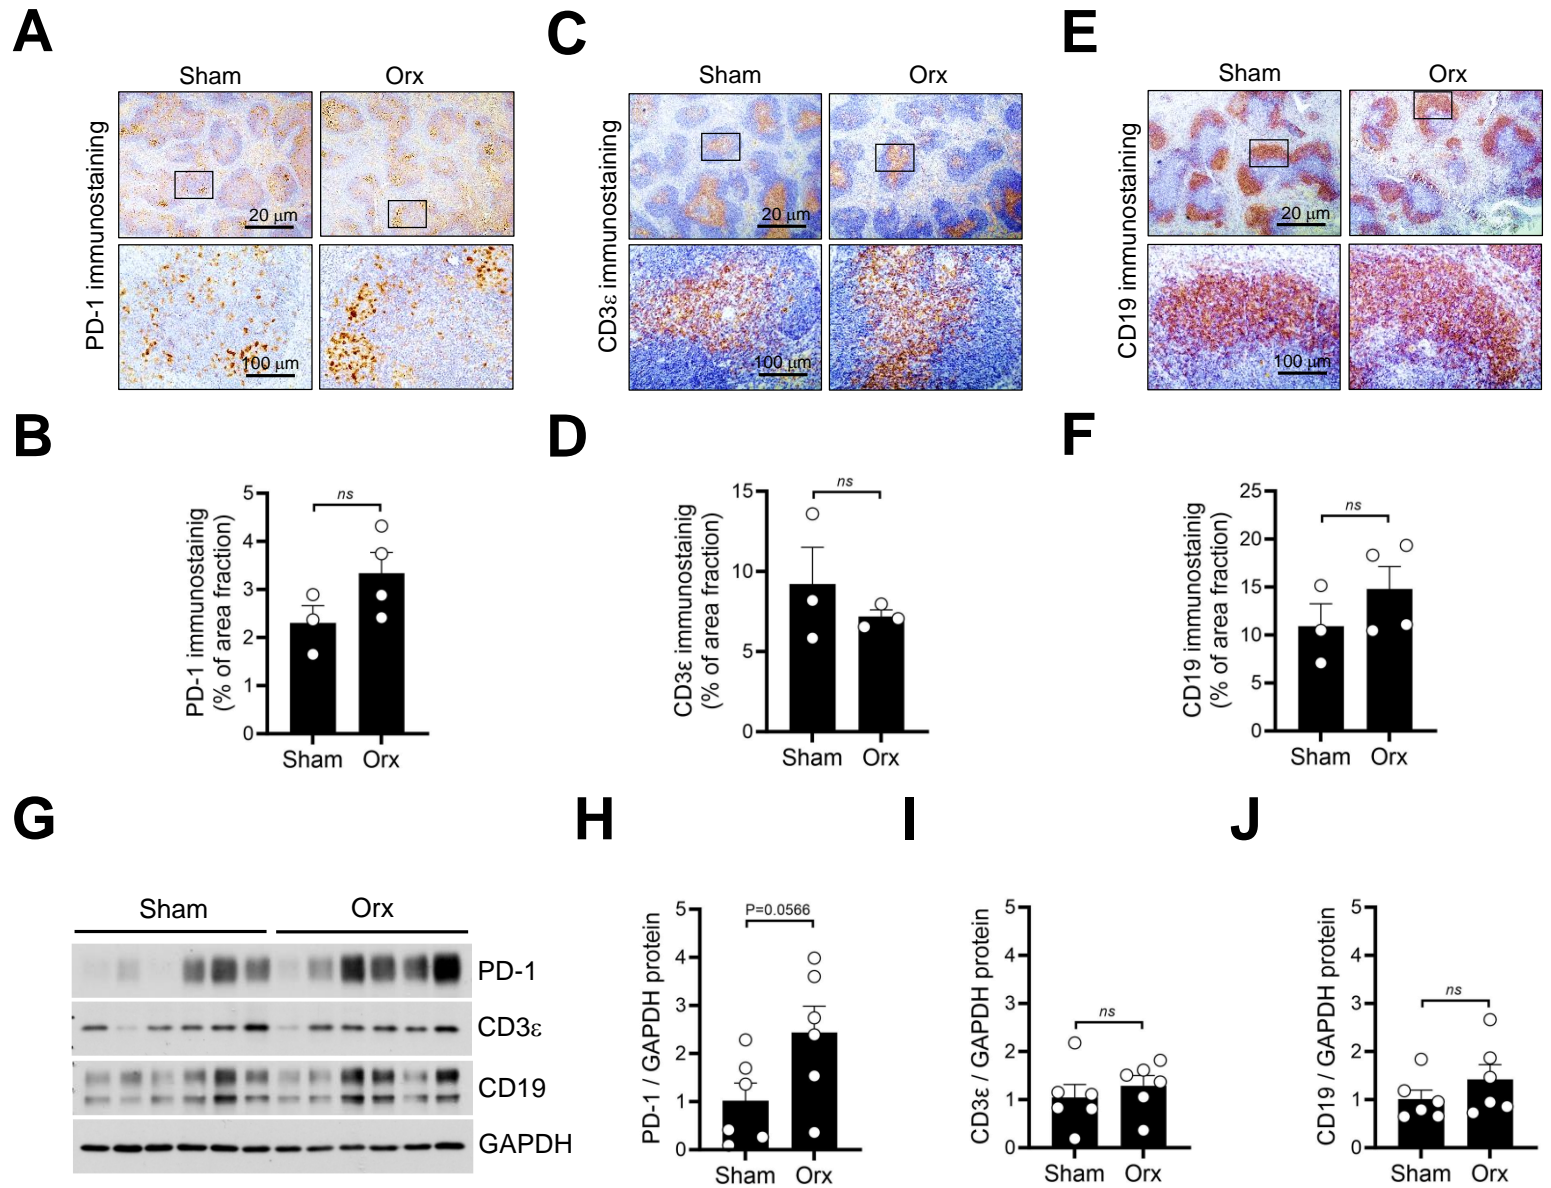 A
Sham Orx
PD-1 immunostaining
20 μm
100 μm
C
Sham Orx
CD3ε immunostaining
20 μm
100 μm
E
Sham Orx
CD19 immunostaining
20 μm
100 μm
B
PD-1 immunostainig
(% of area fraction)
5
4
3
2
1
0
ns
Sham Orx
D
CD3ε immunostainig
(% of area fraction)
15
10
5
0
ns
Sham Orx
F
CD19 immunostainig
(% of area fraction)
25
20
15
10
5
0
ns
Sham Orx
G
Sham Orx
PD-1
CD3ε
CD19
GAPDH
H
PD-1 / GAPDH protein
5
4
3
2
1
0
P=0.0566
Sham Orx
I
CD3ε / GAPDH protein
5
4
3
2
1
0
ns
Sham Orx
J
CD19 / GAPDH protein
5
4
3
2
1
0
ns
Sham Orx